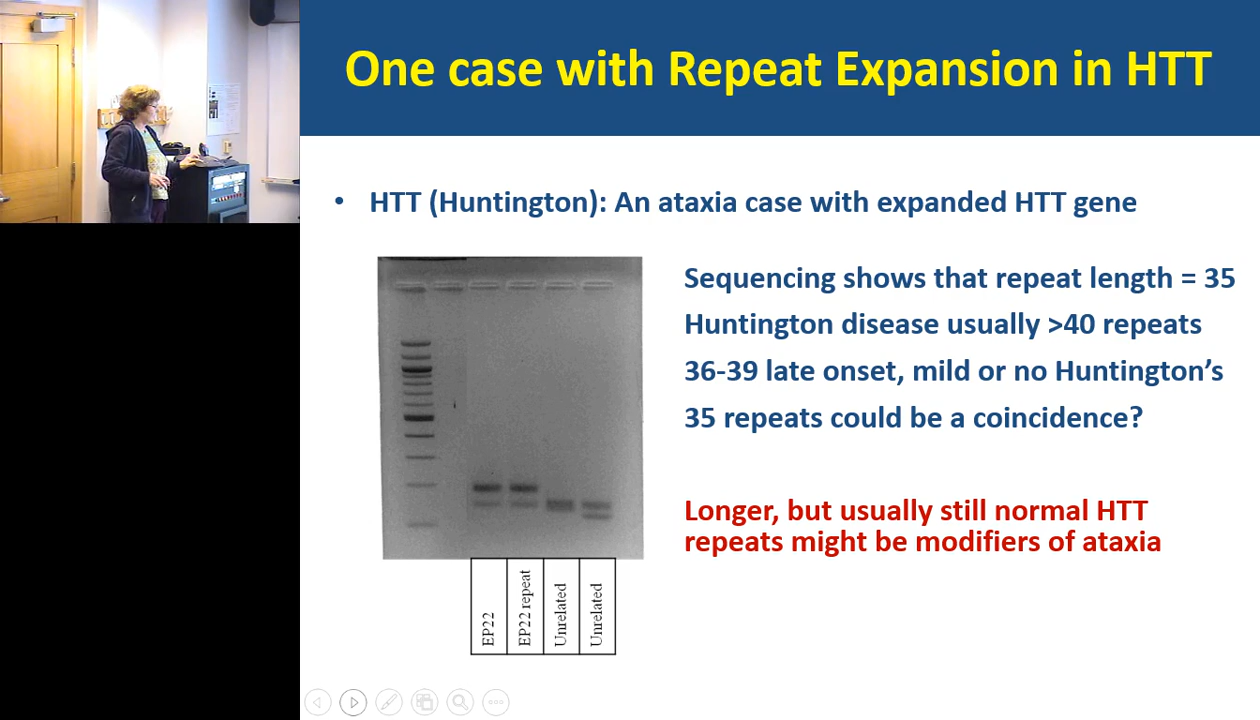 One case with Repeat Expansion in HTT
• HTT (Huntington): An ataxia case with expanded HTT gene
Sequencing shows that repeat length = 35
Huntington disease usually >40 repeats
36-39 late onset, mild or no Huntington’s
35 repeats could be a coincidence?
Longer, but usually still normal HTT
repeats might be modifiers of ataxia
EP22
EP22 repeat
Unrelated
Unrelated